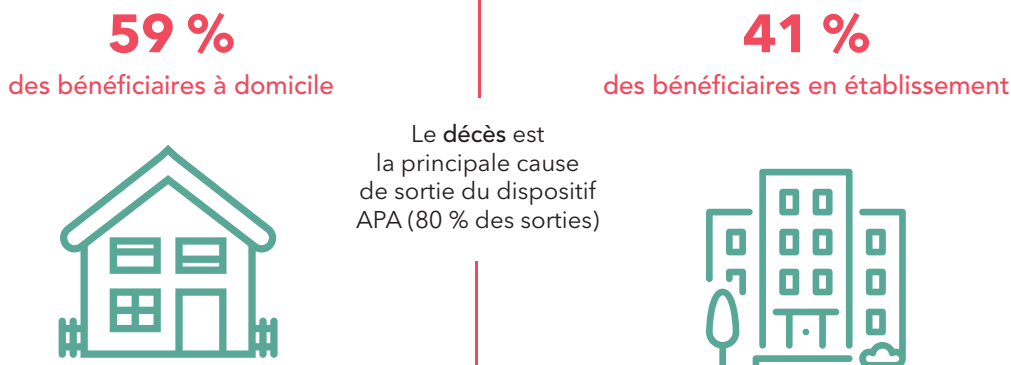 59 %
des bénéficiaires à domicile
Le décès est
la principale cause
de sortie du dispositif
APA (80 % des sorties)
41 %
des bénéficiaires en établissement